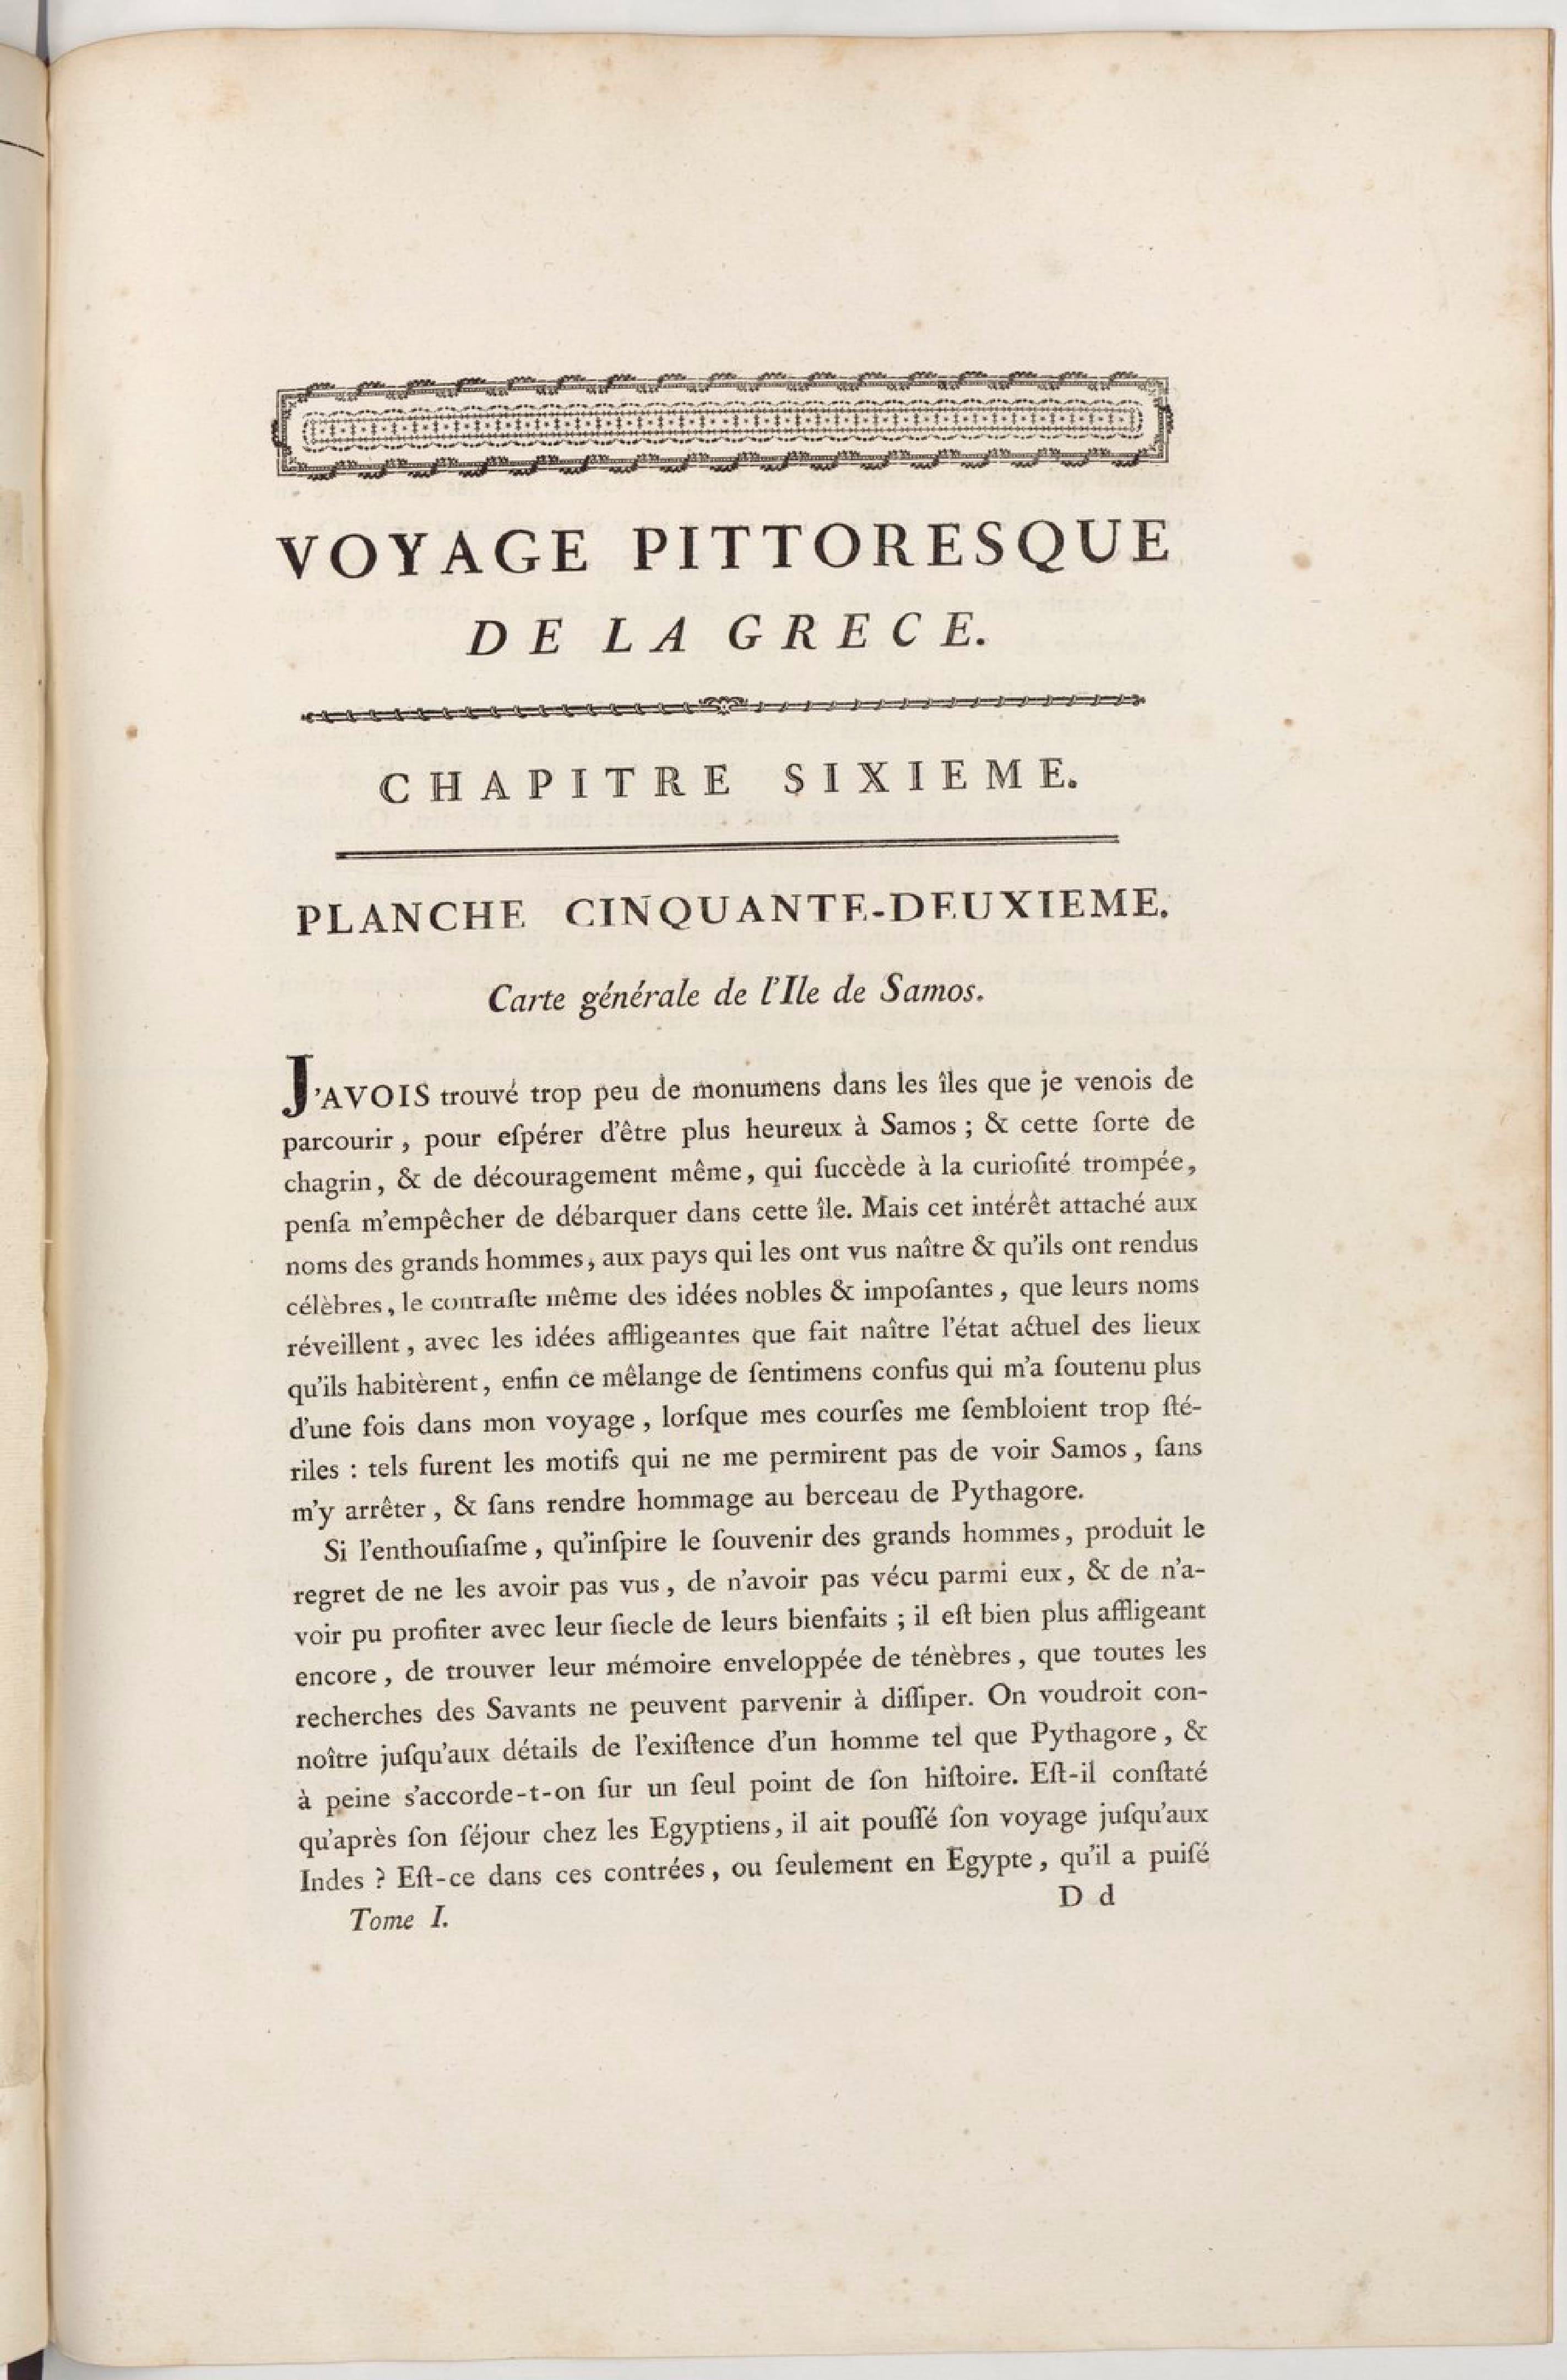 VOYAGE PITTORESQUE
DE LA GRECE.
CHAPITRE SIXIEME.
PLANCHE CINQUANTE-DEUXIEME.
Carte générale de l'Ile de Samos.
J'AVOIS trouvé trop peu de monumens dans les îles que je venois de
parcourir, pour eſpérer d'être plus heureux à Samos ; & cette ſorte de
chagrin, & de découragement même, qui ſuccède à la curioſité trompée,
penſa m'empêcher de débarquer dans cette île. Mais cet intérêt attaché aux
noms des grands hommes, aux pays qui les ont vus naître & qu'ils ont rendus
célèbres, le contraſte même des idées nobles & impoſantes, que leurs noms
réveillent, avec les idées affligeantes que fait naître l'état actuel des lieux
qu'ils habitèrent, enfin ce mêlange de ſentimens confus qui m'a ſoutenu plus
d'une fois dans mon voyage, lorſque mes courſes me ſembloient trop ſté-
riles : tels furent les motifs qui ne me permirent pas de voir Samos, ſans
m'y arrêter, & ſans rendre hommage au berceau de Pythagore.
Si l'enthouſiaſme, qu'inſpire le ſouvenir des grands hommes, produit le
regret de ne les avoir pas vus, de n'avoir pas vécu parmi eux, & de n'a-
voir pu profiter avec leur ſiecle de leurs bienfaits ; il eſt bien plus affligeant
encore, de trouver leur mémoire enveloppée de ténèbres, que toutes les
recherches des Savants ne peuvent parvenir à diſſiper. On voudroit con-
noître juſqu'aux détails de l'exiſtence d'un homme tel que Pythagore, &
à peine s'accorde-t-on ſur un ſeul point de ſon hiſtoire. Eſt-il conſtaté
qu'après ſon ſéjour chez les Egyptiens, il ait pouſſé ſon voyage juſqu'aux
Indes ? Eſt-ce dans ces contrées, ou ſeulement en Egypte, qu'il a puiſé
Tome I. D d